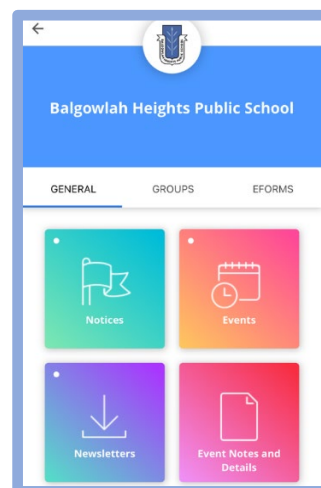 Balgowlah Heights Public School
GENERAL GROUPS EFORMS
Notices
Events
Newsletters
Event Notes and
Details